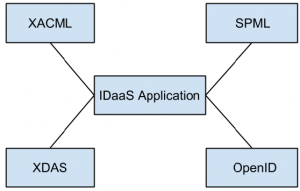 XACML
SPML
IDaaS Application
XDAS
OpenID